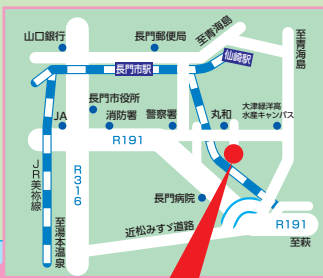 山口銀行
長門郵便局
至青海島
至青海島
仙崎駅
長門市駅
長門市役所
JA
消防署
警察署
丸和
大津緑洋高
水産キャンパス
R191
JR美祢線
R316
長門病院
至湯本温泉
近松みすゞ道路
R191
至萩